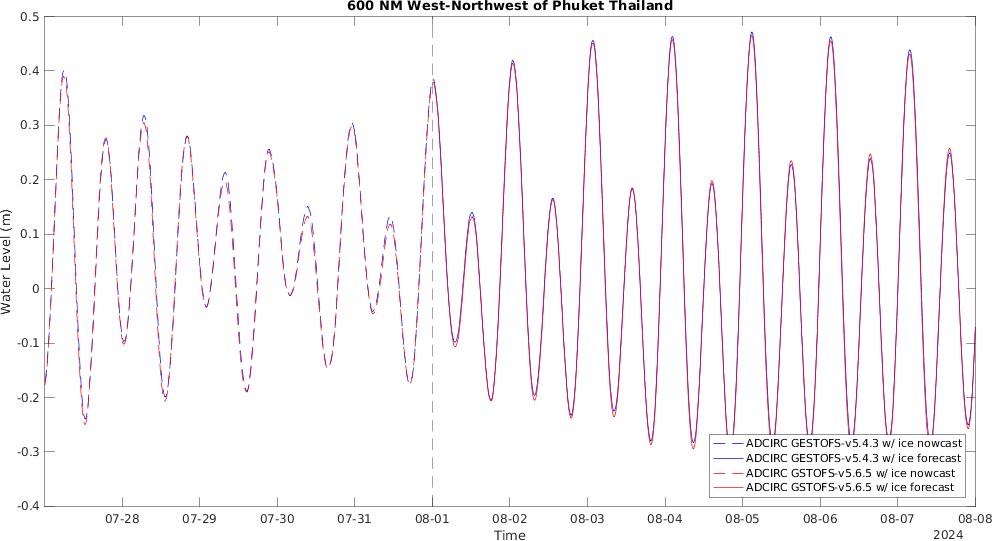 600 NM West-Northwest of Phuket Thailand
0.5
0.4
0.3
0.2
0.1
0
-0.1
-0.2
-0.3
-0.4
Water Level (m)
ADCIRC GESTOFS-v5.4.3 w/ ice nowcast
ADCIRC GESTOFS-v5.4.3 w/ ice forecast
ADCIRC GSTOFS-v5.6.5 w/ ice nowcast
ADCIRC GSTOFS-v5.6.5 w/ ice forecast
07-28 07-29 07-30 07-31 08-01 08-02 08-03 08-04 08-05 08-06 08-07 08-08
Time
2024